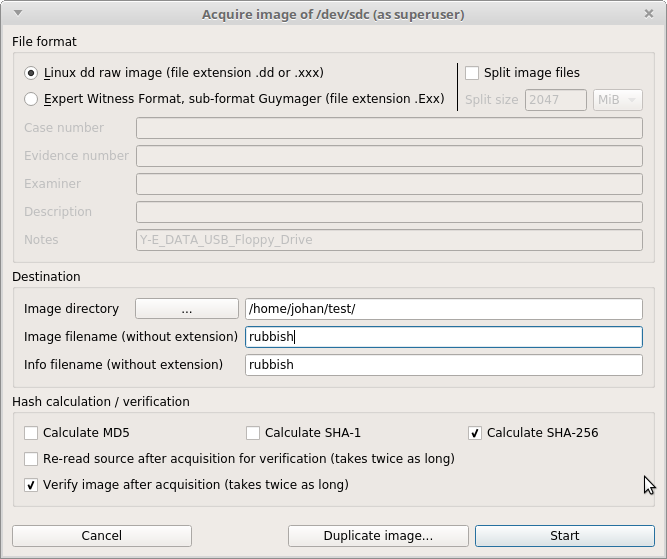 Acquire image of /dev/sdc (as superuser)
File format
Linux dd raw image (file extension .dd or .xxx)
Split image files
Expert Witness Format, sub-format Guymager (file extension .Exx)
Split size 2047 MiB
Case number
Evidence number
Examiner
Description
Notes Y-E_DATA_USB_Floppy_Drive
Destination
Image directory ... /home/johan/test/
Image filename (without extension) rubbish
Info filename (without extension) rubbish
Hash calculation / verification
Calculate MD5 Calculate SHA-1 Calculate SHA-256
Re-read source after acquisition for verification (takes twice as long)
Verify image after acquisition (takes twice as long)
Cancel Duplicate image... Start